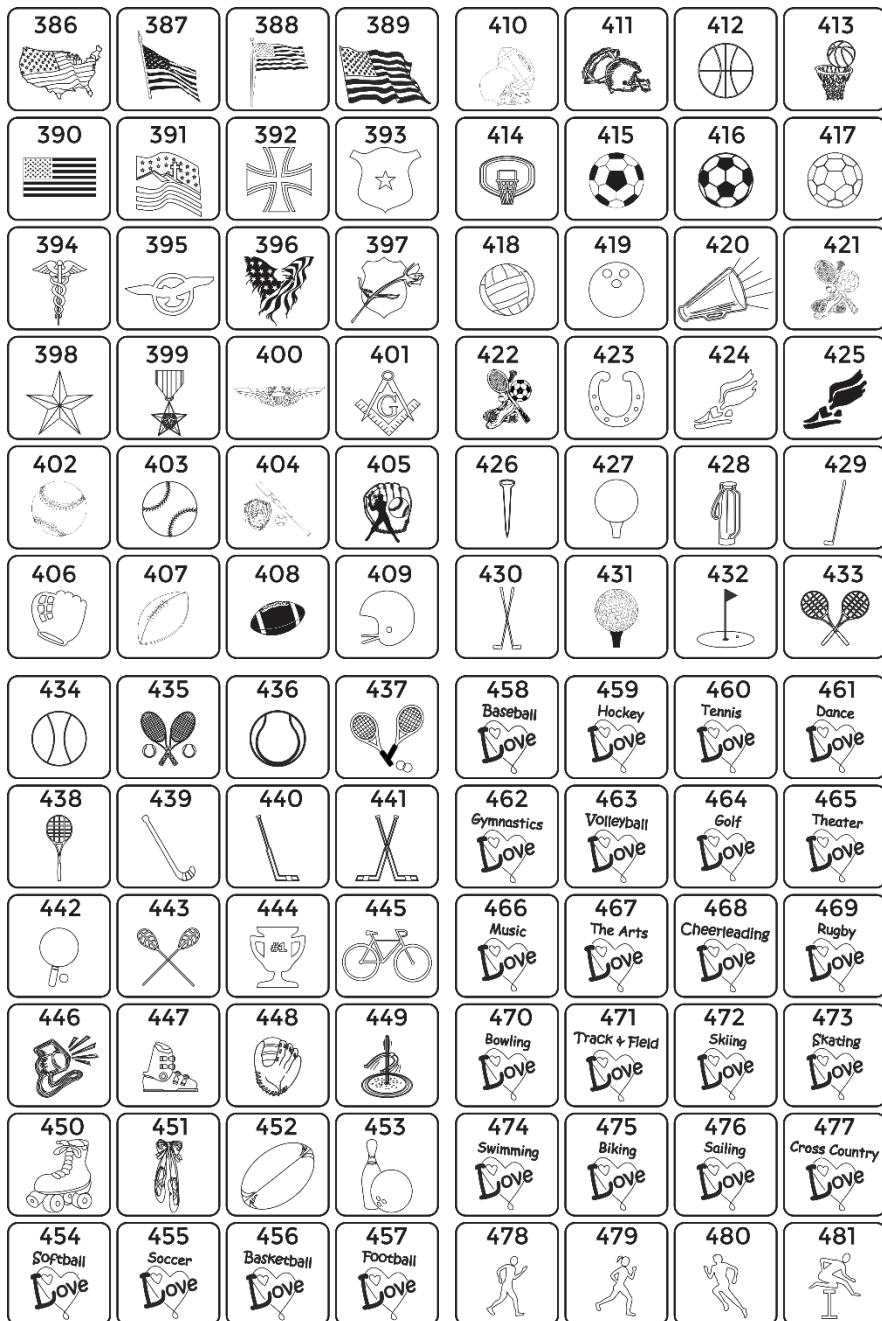 386 387 388 389
390 391 392 393
394 395 396 397
398 399 400 401
G
402 403 404 405
406 407 408 409
410 411 412 413
414 415 416 417
418 419 420 421
422 423 424 425
426 427 428 429
430 431 432 433
434 435 436 437
438 439 440 441
442 443 444 445
#1
446 447 448 449
450 451 452 453
454 455 456 457
Softball Soccer Basketball Football
Love Love Love Love
458 459 460 461
Baseball Hockey Tennis Dance
Love Love Love Love
462 463 464 465
Gymnastics Volleyball Golf Theater
Love Love Love Love
466 467 468 469
Music The Arts Cheerleading Rugby
Love Love Love Love
470 471 472 473
Bowling Track & Field Skiing Skating
Love Love Love Love
474 475 476 477
Swimming Biking Sailing Cross Country
Love Love Love Love
478 479 480 481